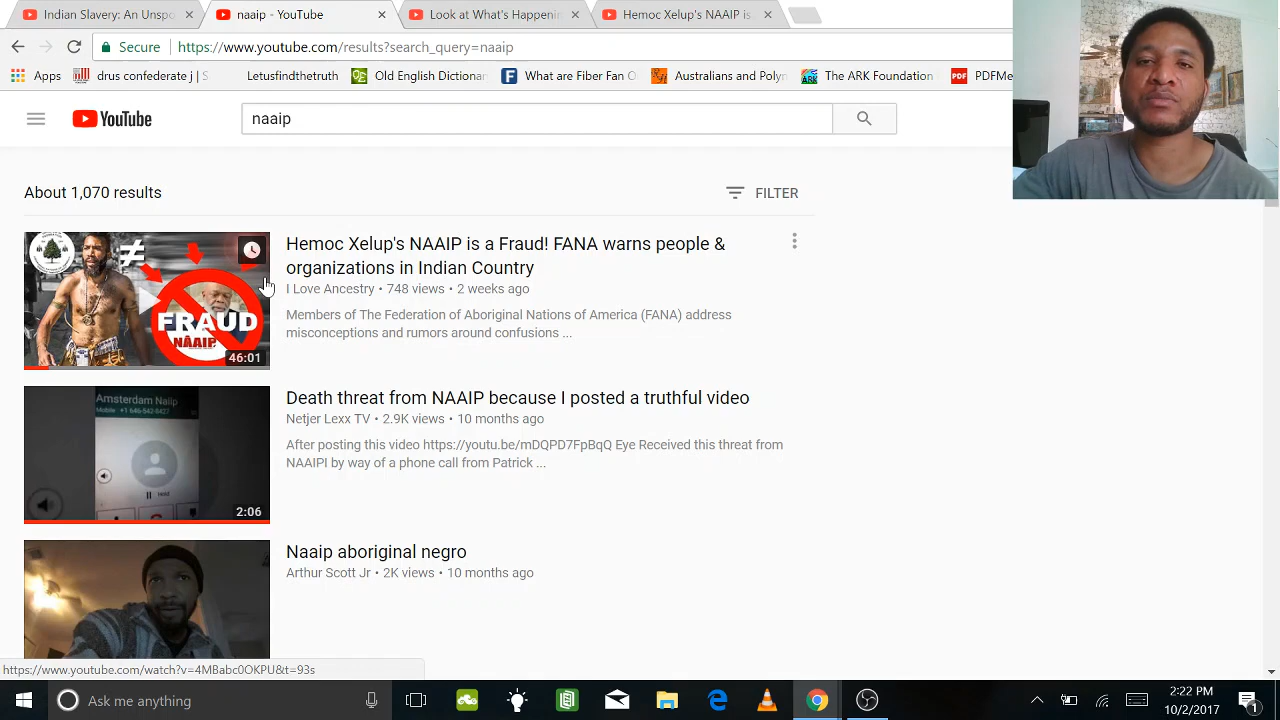 Indian Slavery: An Unspo
naaip - YouTube
Look at What's Happenin
Hemoc Xelup's NAAIP is
Secure
https://www.youtube.com/results?search_query=naaip
Apps
drus confederate j | S
Letusfindthetruth
Old English Dictionar
What are Fiber Fan O
Australians and Polyn
The ARK Foundation
PDFMe
YouTube
naaip
About 1,070 results
FILTER
FRAUD
NAAIP
46:01
Hemoc Xelup's NAAIP is a Fraud! FANA warns people &
organizations in Indian Country
I Love Ancestry • 748 views • 2 weeks ago
Members of The Federation of Aboriginal Nations of America (FANA) address
misconceptions and rumors around confusions ...
Amsterdam Naiip
Mobile +1 646-542-8427
2:06
Death threat from NAAIP because I posted a truthful video
Netjer Lexx TV • 2.9K views • 10 months ago
After posting this video https://youtu.be/mDQPD7FpBqQ Eye Received this threat from
NAAIPI by way of a phone call from Patrick ...
Naaip aboriginal negro
Arthur Scott Jr • 2K views • 10 months ago
https://www.youtube.com/watch?v=4MBabc0OKPU&t=93s
Ask me anything
2:22 PM
10/2/2017